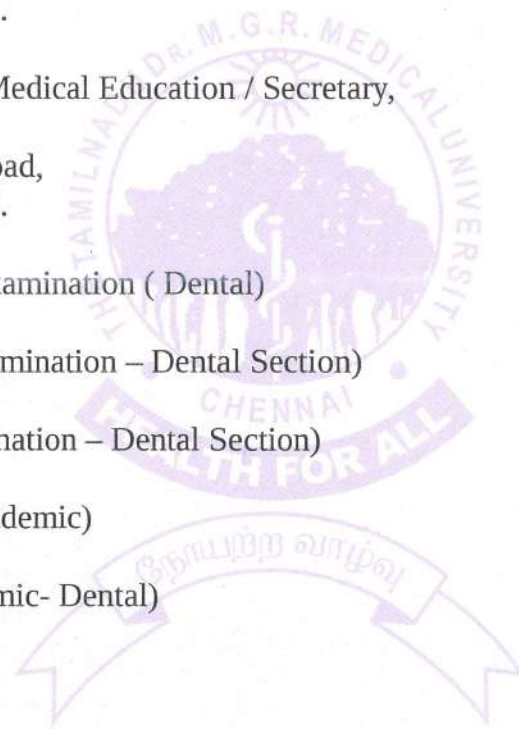 .
Medical Education / Secretary,
oad,
.
amination ( Dental)
mination – Dental Section)
nation – Dental Section)
demic)
mic- Dental)
THE TAMILNADU DR. M.G.R. MEDICAL UNIVERSITY
CHENNAI
HEALTH FOR ALL
நோயற்ற வாழ்வு